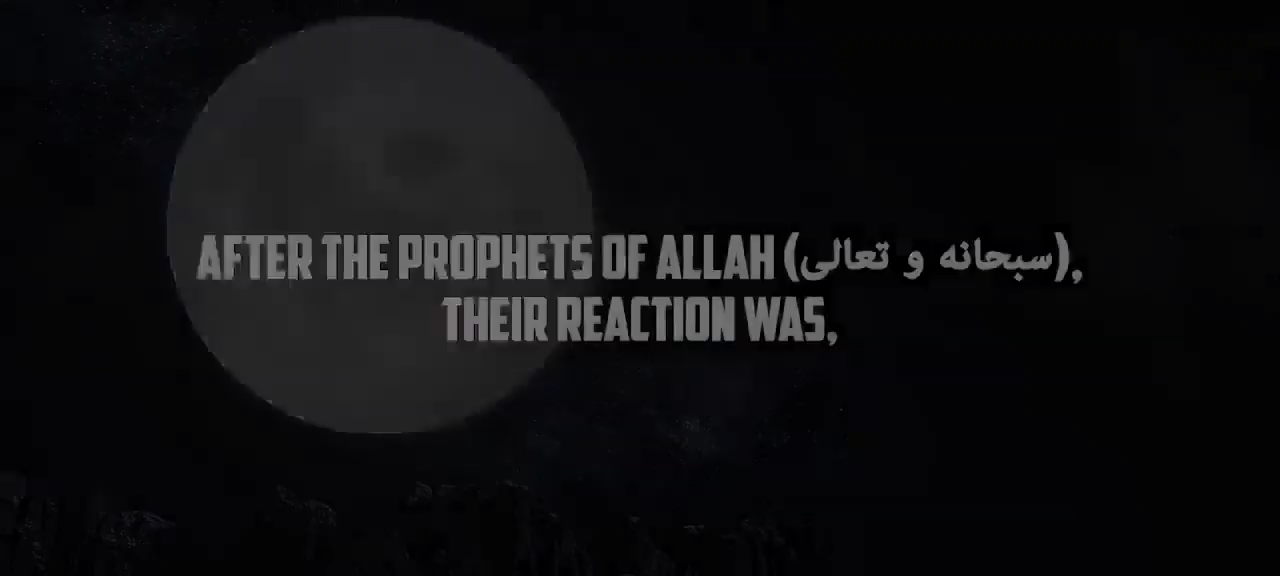 AFTER THE PROPHETS OF ALLAH (سبحانه و تعالى),
THEIR REACTION WAS,